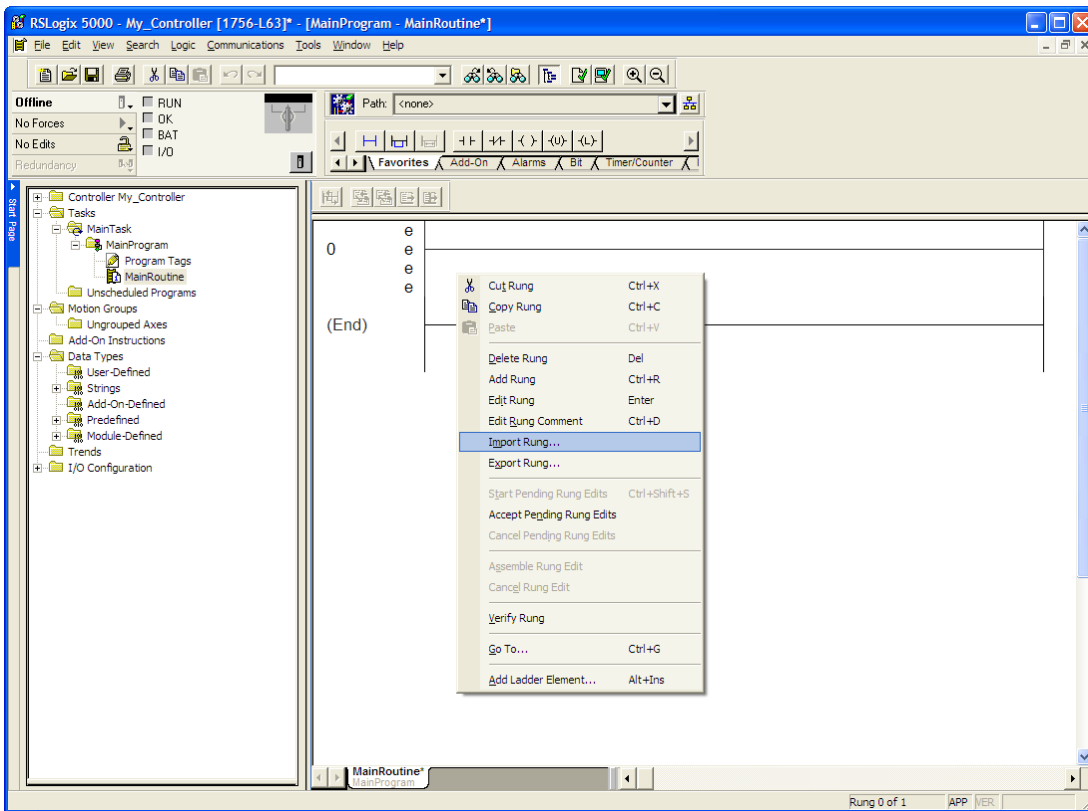 RSLogix 5000 - My_Controller [1756-L63]* - [MainProgram - MainRoutine*]
File Edit View Search Logic Communications Tools Window Help
Offline
RUN
No Forces
OK
No Edits
BAT
Redundancy
I/O
Path: <none>
Favorites Add-On Alarms Bit Timer/Counter
Start Page
Controller My_Controller
Tasks
MainTask
MainProgram
Program Tags
MainRoutine
Unscheduled Programs
Motion Groups
Ungrouped Axes
Add-On Instructions
Data Types
User-Defined
Strings
Add-On-Defined
Predefined
Module-Defined
Trends
I/O Configuration
e
0 e
e
e
(End)
Cut Rung Ctrl+X
Copy Rung Ctrl+C
Paste Ctrl+V
Delete Rung Del
Add Rung Ctrl+R
Edit Rung Enter
Edit Rung Comment Ctrl+D
Import Rung...
Export Rung...
Start Pending Rung Edits Ctrl+Shift+S
Accept Pending Rung Edits
Cancel Pending Rung Edits
Assemble Rung Edit
Cancel Rung Edit
Verify Rung
Go To... Ctrl+G
Add Ladder Element... Alt+Ins
MainRoutine*
MainProgram
Rung 0 of 1 APP VER